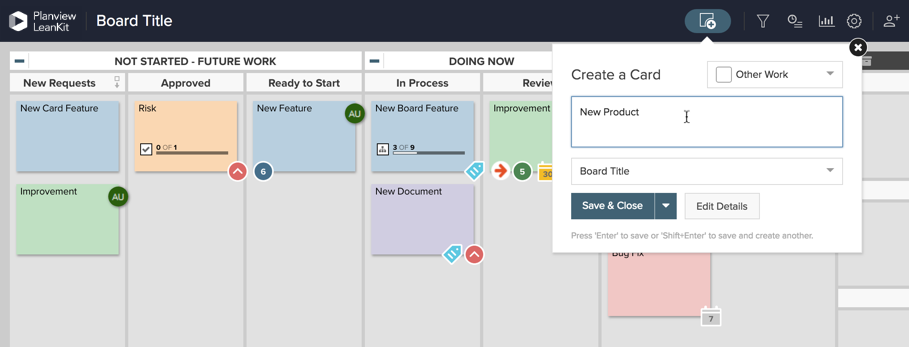 Planview
LeanKit
Board Title
NOT STARTED - FUTURE WORK
DOING NOW
New Requests
Approved
Ready to Start
In Process
New Card Feature
Risk
0 OF 1
New Feature
AU
6
New Board Feature
3 OF 9
Improvement
5
30
Improvement
AU
New Document
Bug Fix
7
Create a Card
Other Work
New Product
Board Title
Save & Close
Edit Details
Press 'Enter' to save or 'Shift+Enter' to save and create another.